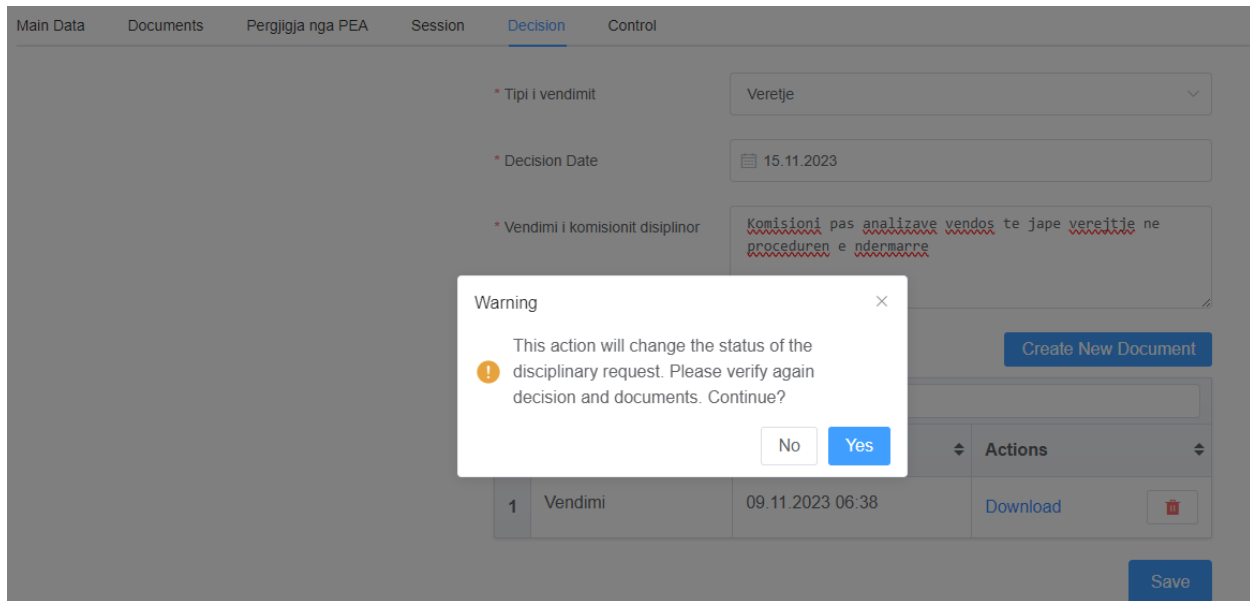 Main Data Documents Pergjigja nga PEA Session Decision Control
* Tipi i vendimit Veretje
* Decision Date 15.11.2023
* Vendimi i komisionit disiplinor Komisioni pas analizave vendos te jape verejtje ne
proceduren e ndermarre
Warning
This action will change the status of the
disciplinary request. Please verify again
decision and documents. Continue?
No Yes
Create New Document
Actions
1 Vendimi 09.11.2023 06:38 Download
Save